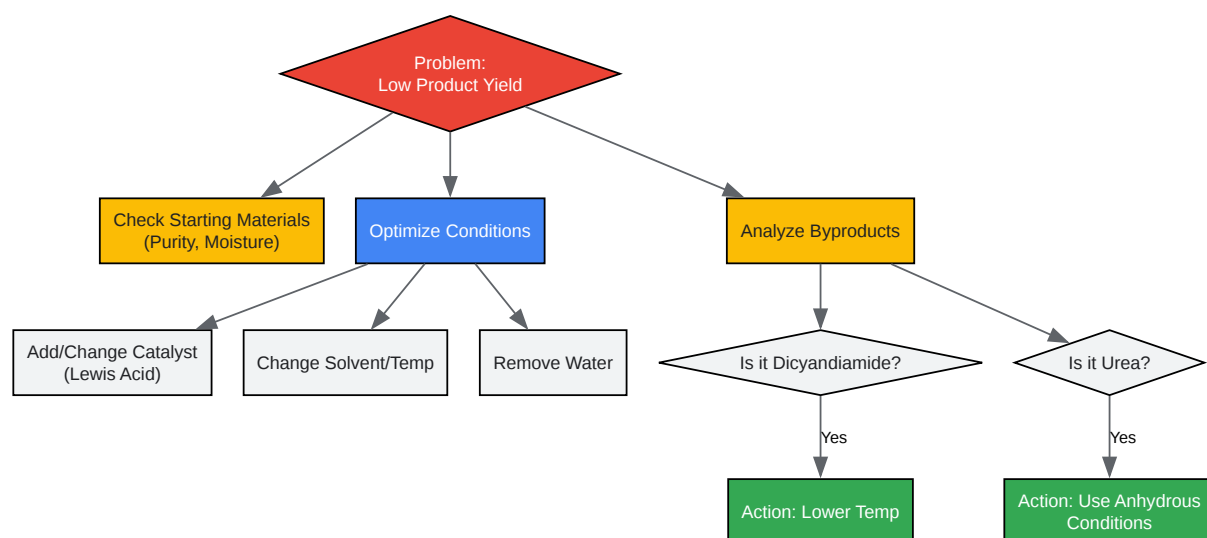 Problem:
Low Product Yield
Check Starting Materials
(Purity, Moisture)
Optimize Conditions
Analyze Byproducts
Add/Change Catalyst
(Lewis Acid)
Change Solvent/Temp
Remove Water
Is it Dicyandiamide?
Is it Urea?
Yes
Yes
Action: Lower Temp
Action: Use Anhydrous
Conditions